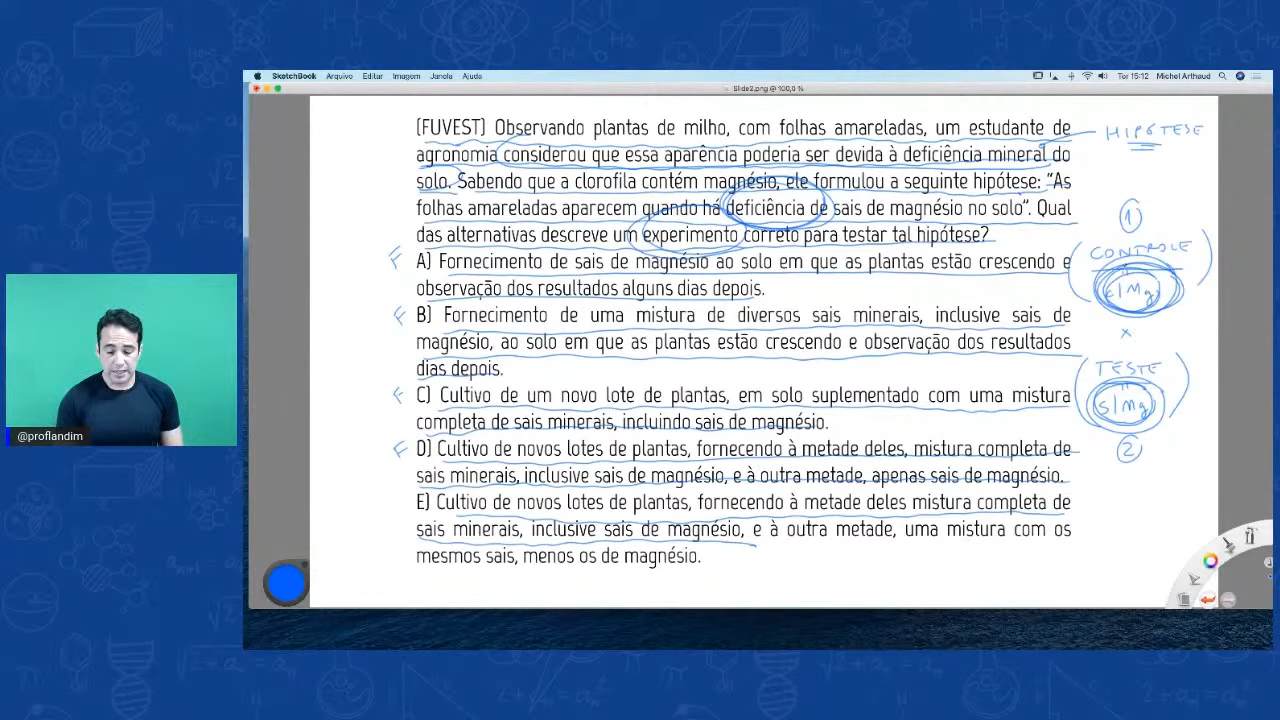 SketchBook Arquivo Editar Imagem Janela Ajuda
Ter 15:12 Michel Arthaud
Slide2.png @ 100,0 %
(FUVEST) Observando plantas de milho, com folhas amareladas, um estudante de
agronomia considerou que essa aparência poderia ser devida à deficiência mineral do
solo. Sabendo que a clorofila contém magnésio, ele formulou a seguinte hipótese: “As
folhas amareladas aparecem quando há deficiência de sais de magnésio no solo”. Qual
das alternativas descreve um experimento correto para testar tal hipótese?
A) Fornecimento de sais de magnésio ao solo em que as plantas estão crescendo e
observação dos resultados alguns dias depois.
B) Fornecimento de uma mistura de diversos sais minerais, inclusive sais de
magnésio, ao solo em que as plantas estão crescendo e observação dos resultados
dias depois.
C) Cultivo de um novo lote de plantas, em solo suplementado com uma mistura
completa de sais minerais, incluindo sais de magnésio.
D) Cultivo de novos lotes de plantas, fornecendo à metade deles, mistura completa de
sais minerais, inclusive sais de magnésio, e à outra metade, apenas sais de magnésio.
E) Cultivo de novos lotes de plantas, fornecendo à metade deles mistura completa de
sais minerais, inclusive sais de magnésio, e à outra metade, uma mistura com os
mesmos sais, menos os de magnésio.
F
F
F
F
HIPÓTESE
1
CONTROLE
c/Mg
x
TESTE
s/Mg
2
@proflandim